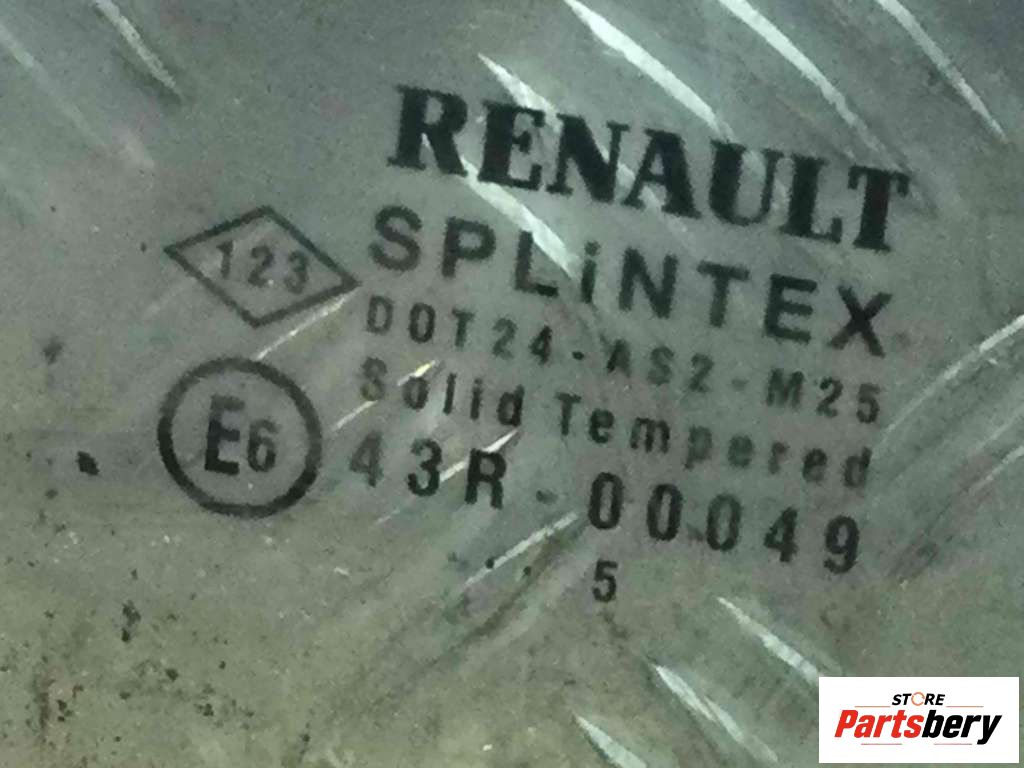 RENAULT
SPLiNTEX
123
DOT24-AS2-M25
Solid Tempered
E6
43R-00049
5
STORE
Partsbery